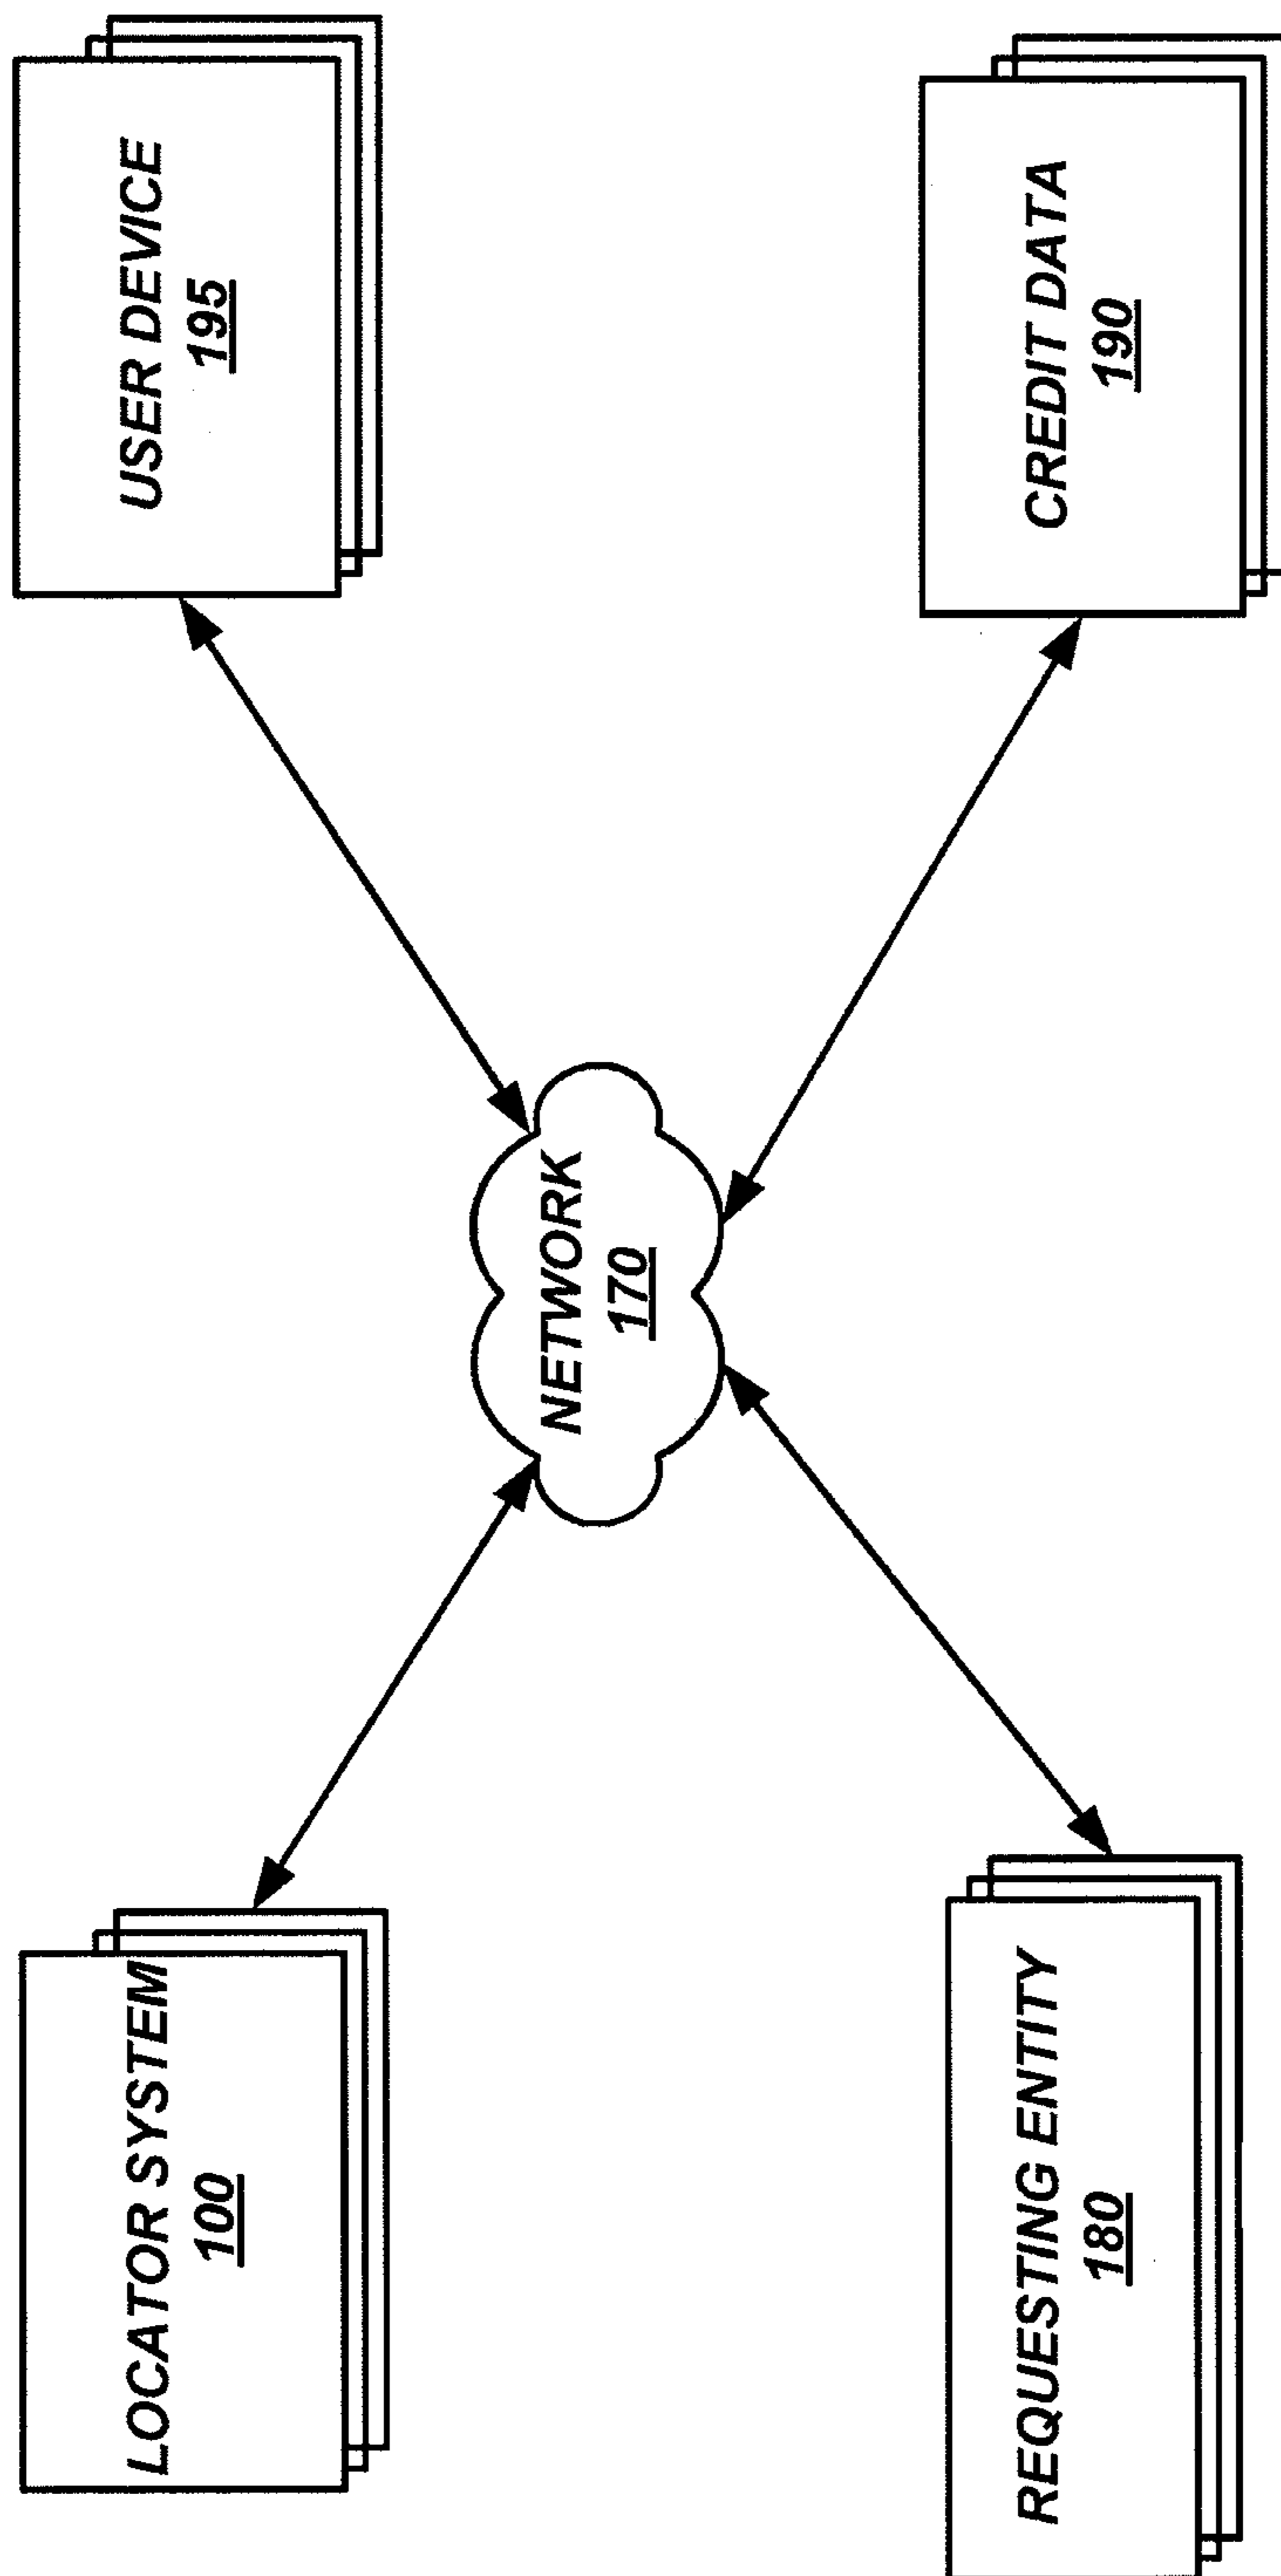 LOCATOR SYSTEM
100
USER DEVICE
195
NETWORK
170
REQUESTING ENTITY
180
CREDIT DATA
190